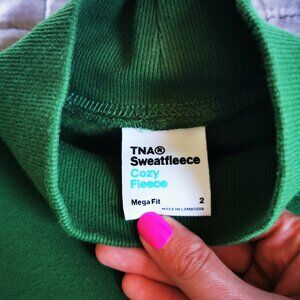 TNA®
Sweatfleece
Cozy
Fleece
Mega Fit 2
MADE IN CAMBODIA